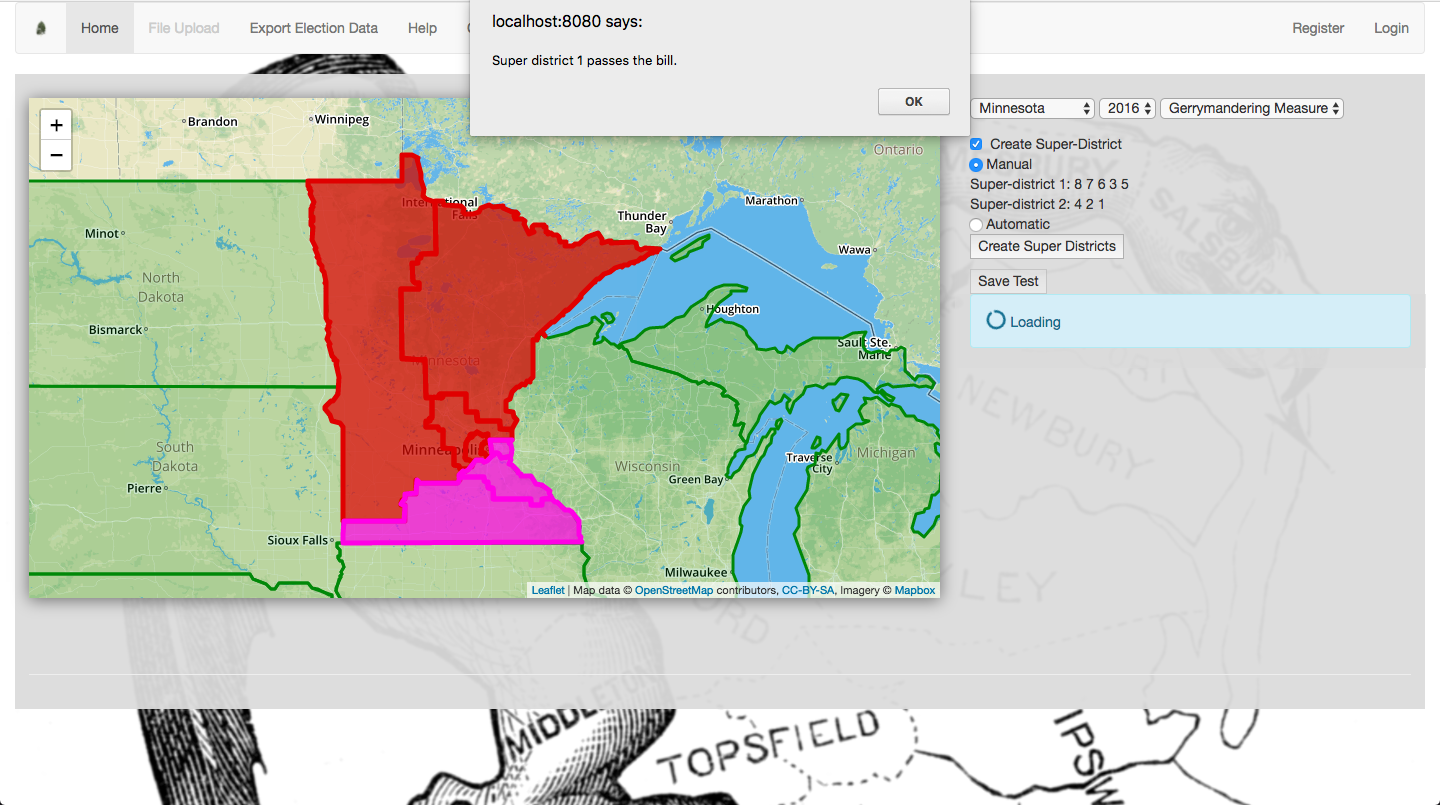 localhost:8080 says:
Super district 1 passes the bill.
OK
Home
File Upload
Export Election Data
Help
Register
Login
+
−
Brandon
Winnipeg
Ontario
International
Falls
Thunder
Bay
Marathon
Wawa
Minot
North
Dakota
Bismarck
Houghton
Sault Ste.
Marie
Minnesota
South
Dakota
Minneapolis
Pierre
Wisconsin
Green Bay
Traverse
City
Michigan
Sioux Falls
Milwaukee
Leaflet | Map data © OpenStreetMap contributors, CC-BY-SA, Imagery © Mapbox
Minnesota
2016
Gerrymandering Measure
Create Super-District
Manual
Super-district 1: 8 7 6 3 5
Super-district 2: 4 2 1
Automatic
Create Super Districts
Save Test
Loading
NEWBURY
MIDDLETON
TOPSFIELD